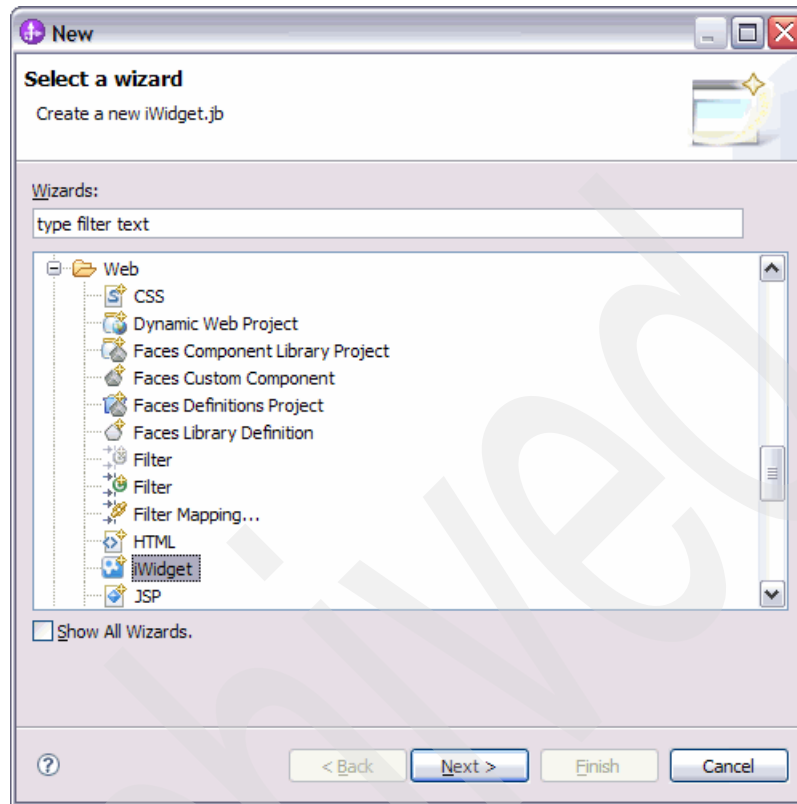 New
Select a wizard
Create a new iWidget.jb
Wizards:
type filter text
Web
CSS
Dynamic Web Project
Faces Component Library Project
Faces Custom Component
Faces Definitions Project
Faces Library Definition
Filter
Filter
Filter Mapping...
HTML
iWidget
JSP
Show All Wizards.
? < Back Next > Finish Cancel